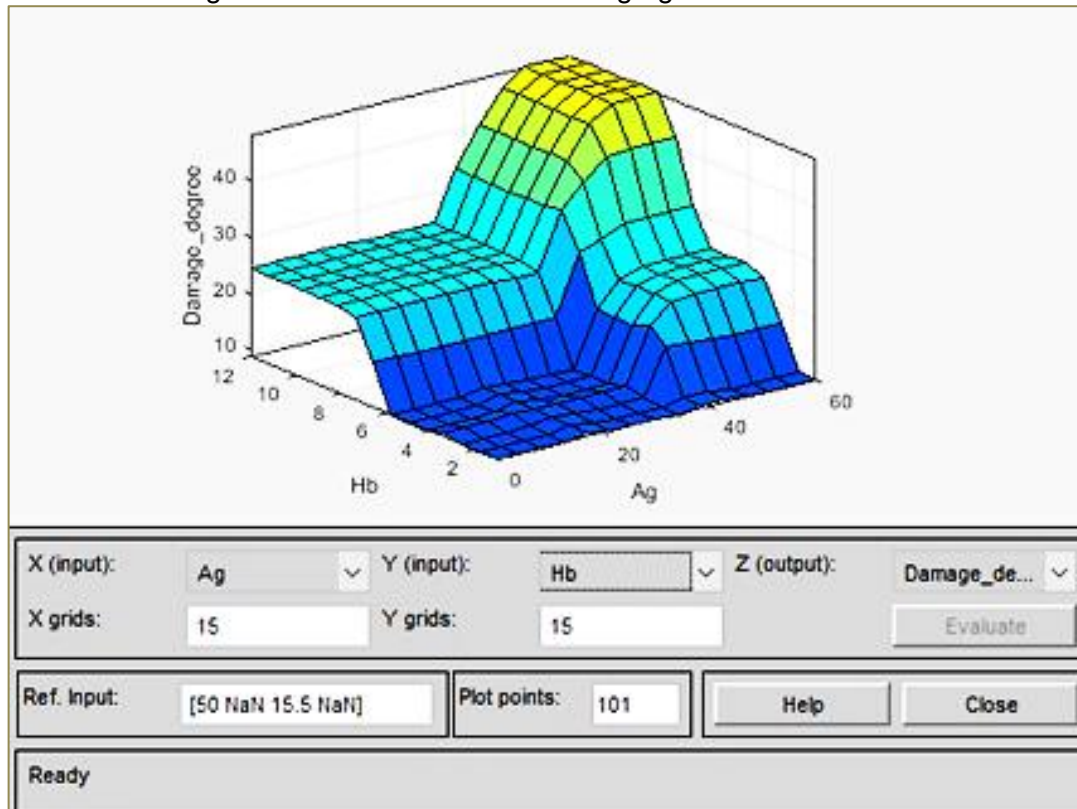 Damage_degree
40
30
20
10
12
10
8
6
4
2
Hb
0
20
40
60
Ag
X (input):
Ag
Y (input):
Hb
Z (output):
Damage_de...
X grids:
15
Y grids:
15
Evaluate
Ref. Input:
[50 NaN 15.5 NaN]
Plot points:
101
Help
Close
Ready